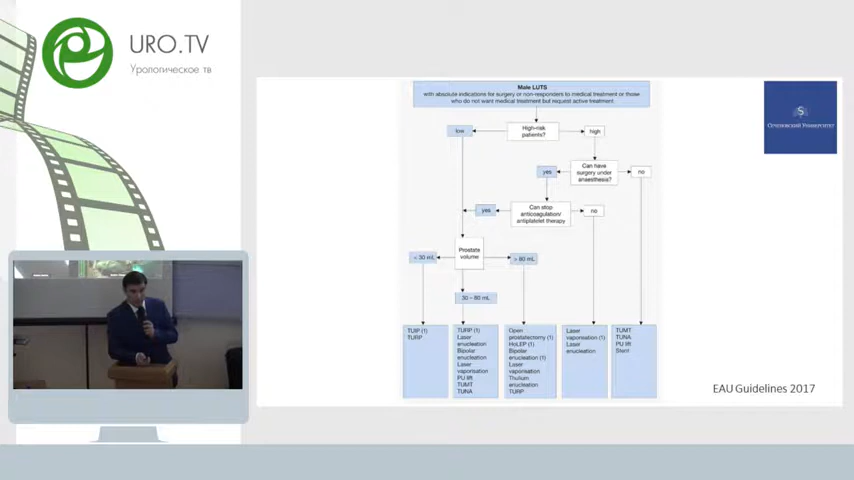 URO.TV
Урологическое тв
Male LUTS
with absolute indications for surgery or non-responders to medical treatment or those
who do not want medical treatment but request active treatment
High-risk
patients?
low
high
Can have
surgery under
anaesthesia?
yes
no
Can stop
anticoagulation/
antiplatelet therapy
yes
no
Prostate
volume
< 30 mL
> 80 mL
30 – 80 mL
TUIP (1)
TURP
TURP (1)
Laser
enucleation
Bipolar
enucleation
Laser
vaporisation
PU lift
TUMT
TUNA
Open
prostatectomy (1)
HoLEP (1)
Bipolar
enucleation (1)
Laser
vaporisation
Thulium
enucleation
TURP
Laser
vaporisation (1)
Laser
enucleation
TUMT
TUNA
PU lift
Stent
СЕЧЕНОВСКИЙ УНИВЕРСИТЕТ
EAU Guidelines 2017